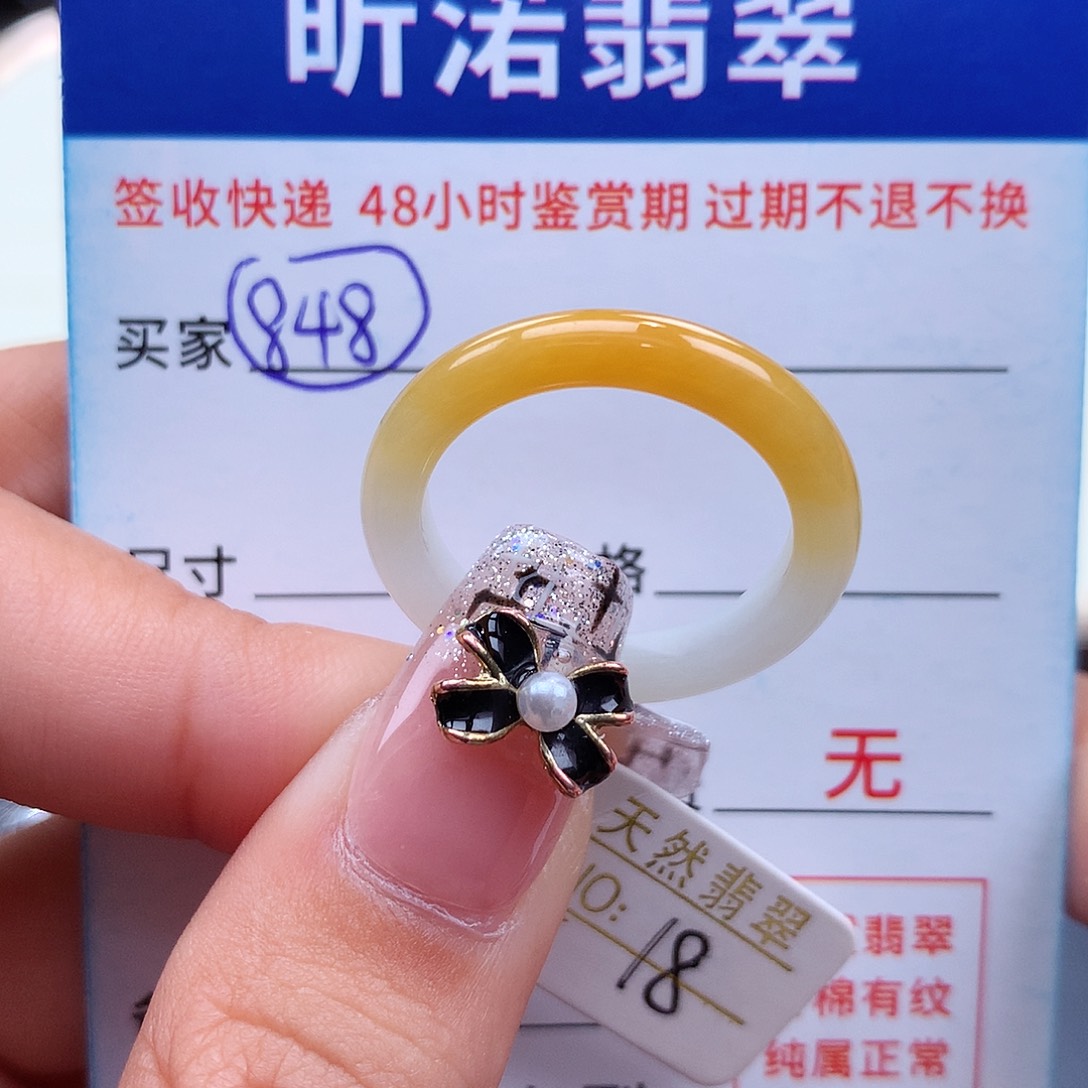 昕渃翡翠
签收快递 48小时鉴赏期 过期不退不换
买家 848
尺寸
格
无
天然翡翠
NO: 18
翡翠
棉有纹
纯属正常